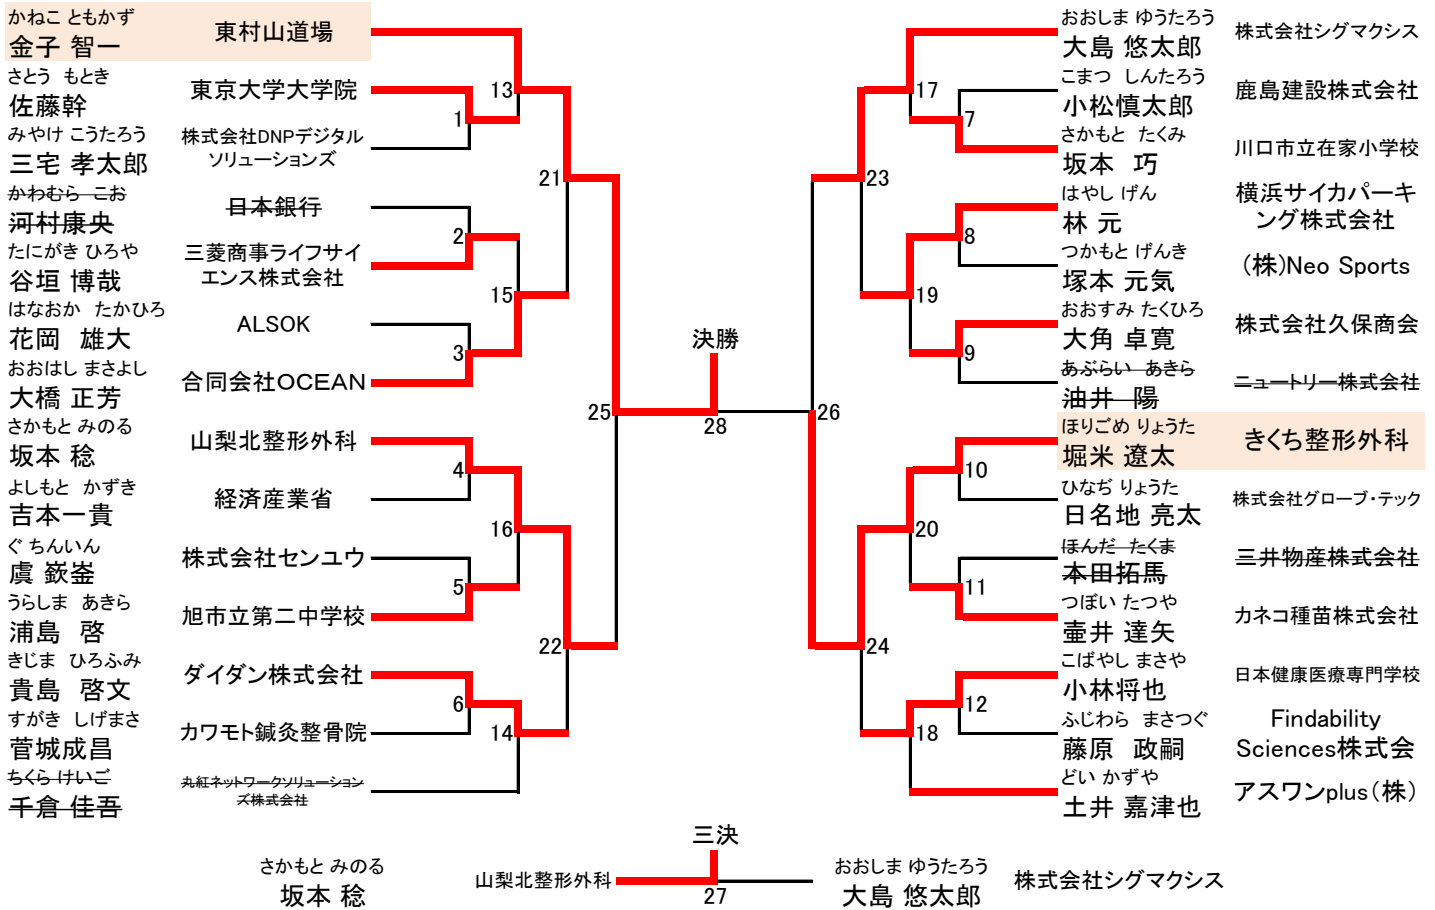 かねこ ともかず
金子 智一
東村山道場
さとう もとき
佐藤幹
東京大学大学院
みやけ こうたろう
三宅 孝太郎
株式会社DNPデジタル
ソリューションズ
かわむら こお
河村康央
日本銀行
たにがき ひろや
谷垣 博哉
三菱商事ライフサイ
エンス株式会社
はなおか たかひろ
花岡 雄大
ALSOK
おおはし まさよし
大橋 正芳
合同会社OCEAN
さかもと みのる
坂本 稔
山梨北整形外科
よしもと かずき
吉本一貴
経済産業省
ぐ ちんいん
虞 嶔崟
株式会社センユウ
うらしま あきら
浦島 啓
旭市立第二中学校
きじま ひろふみ
貴島 啓文
ダイダン株式会社
すがき しげまさ
菅城成昌
カワモト鍼灸整骨院
ちくら けいご
千倉 佳吾
丸紅ネットワークソリューション
ズ株式会社
13
1
21
2
15
3
25
4
16
5
22
6
14
決勝
28
26
17
7
23
8
19
9
10
20
11
24
12
18
おおしま ゆうたろう
大島 悠太郎
株式会社シグマクシス
こまつ しんたろう
小松慎太郎
鹿島建設株式会社
さかもと たくみ
坂本 巧
川口市立在家小学校
はやし げん
林 元
横浜サイカパーキ
ング株式会社
つかもと げんき
塚本 元気
(株)Neo Sports
おおすみ たくひろ
大角 卓寛
株式会社久保商会
あぶらい あきら
油井 陽
ニュートリー株式会社
ほりごめ りょうた
堀米 遼太
きくち整形外科
ひなぢ りょうた
日名地 亮太
株式会社グローブ・テック
ほんだ たくま
本田拓馬
三井物産株式会社
つぼい たつや
壷井 達矢
カネコ種苗株式会社
こばやし まさや
小林将也
日本健康医療専門学校
ふじわら まさつぐ
藤原 政嗣
Findability
Sciences株式会
どい かずや
土井 嘉津也
アスワンplus(株)
三決
さかもと みのる
坂本 稔
山梨北整形外科
27
おおしま ゆうたろう
大島 悠太郎
株式会社シグマクシス